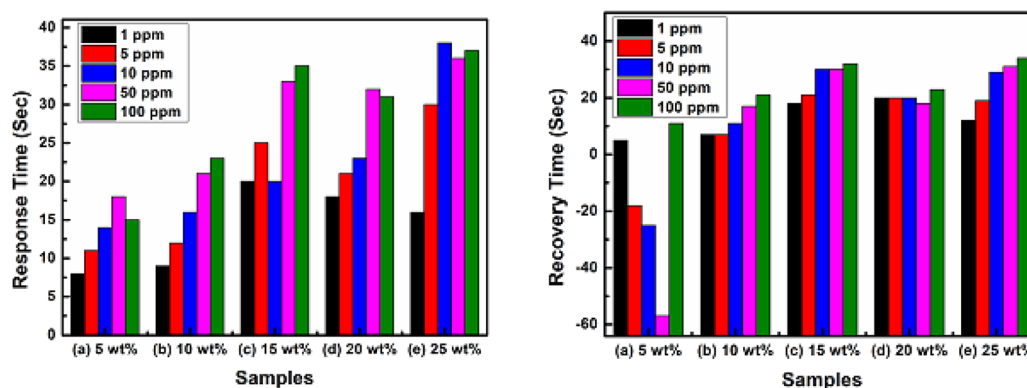 40
35
30
25
20
15
10
5
0
Response Time (Sec)
1 ppm
5 ppm
10 ppm
50 ppm
100 ppm
(a) 5 wt% (b) 10 wt% (c) 15 wt% (d) 20 wt% (e) 25 wt%
Samples
40
20
0
-20
-40
-60
Recovery Time (Sec)
1 ppm
5 ppm
10 ppm
50 ppm
100 ppm
(a) 5 wt% (b) 10 wt% (c) 15 wt% (d) 20 wt% (e) 25 wt%
Samples